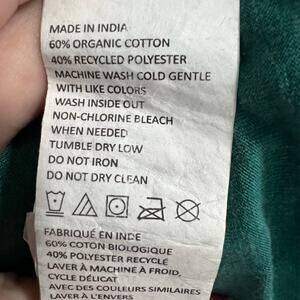 MADE IN INDIA
60% ORGANIC COTTON
40% RECYCLED POLYESTER
MACHINE WASH COLD GENTLE
WITH LIKE COLORS
WASH INSIDE OUT
NON-CHLORINE BLEACH
WHEN NEEDED
TUMBLE DRY LOW
DO NOT IRON
DO NOT DRY CLEAN
FABRIQUÉ EN INDE
60% COTON BIOLOGIQUE
40% POLYESTER RECYCLÉ
LAVER À MACHINE À FROID,
CYCLE DÉLICAT
AVEC DES COULEURS SIMILAIRES
LAVER À L'ENVERS